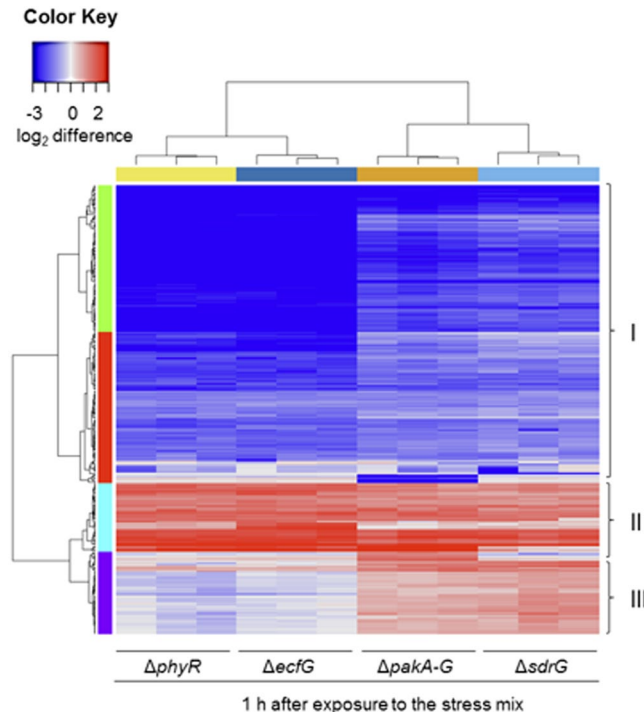 Color Key
-3 0 2
log₂ difference
I
II
III
ΔphyR ΔecfG ΔpakA-G ΔsdrG
1 h after exposure to the stress mix